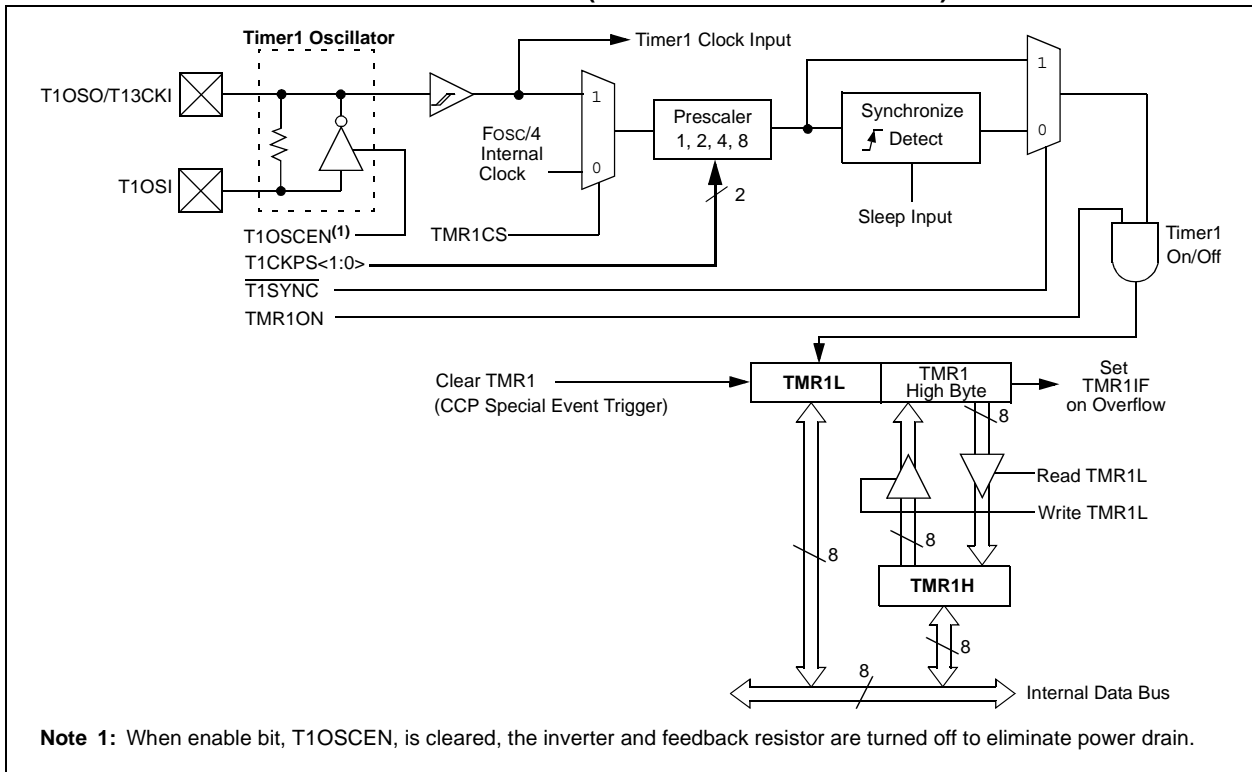 Timer1 Oscillator
Timer1 Clock Input
1
T1OSO/T13CKI
1
Prescaler
1, 2, 4, 8
Synchronize
Detect
0
FOSC/4
Internal
Clock
0
T1OSI
2
Sleep Input
T1OSCEN(1)
TMR1CS
Timer1
On/Off
T1CKPS<1:0>
T1SYNC
TMR1ON
Clear TMR1
(CCP Special Event Trigger)
TMR1L
TMR1
High Byte
Set
TMR1IF
on Overflow
8
Read TMR1L
Write TMR1L
8
8
TMR1H
8
8
Internal Data Bus
Note 1: When enable bit, T1OSCEN, is cleared, the inverter and feedback resistor are turned off to eliminate power drain.